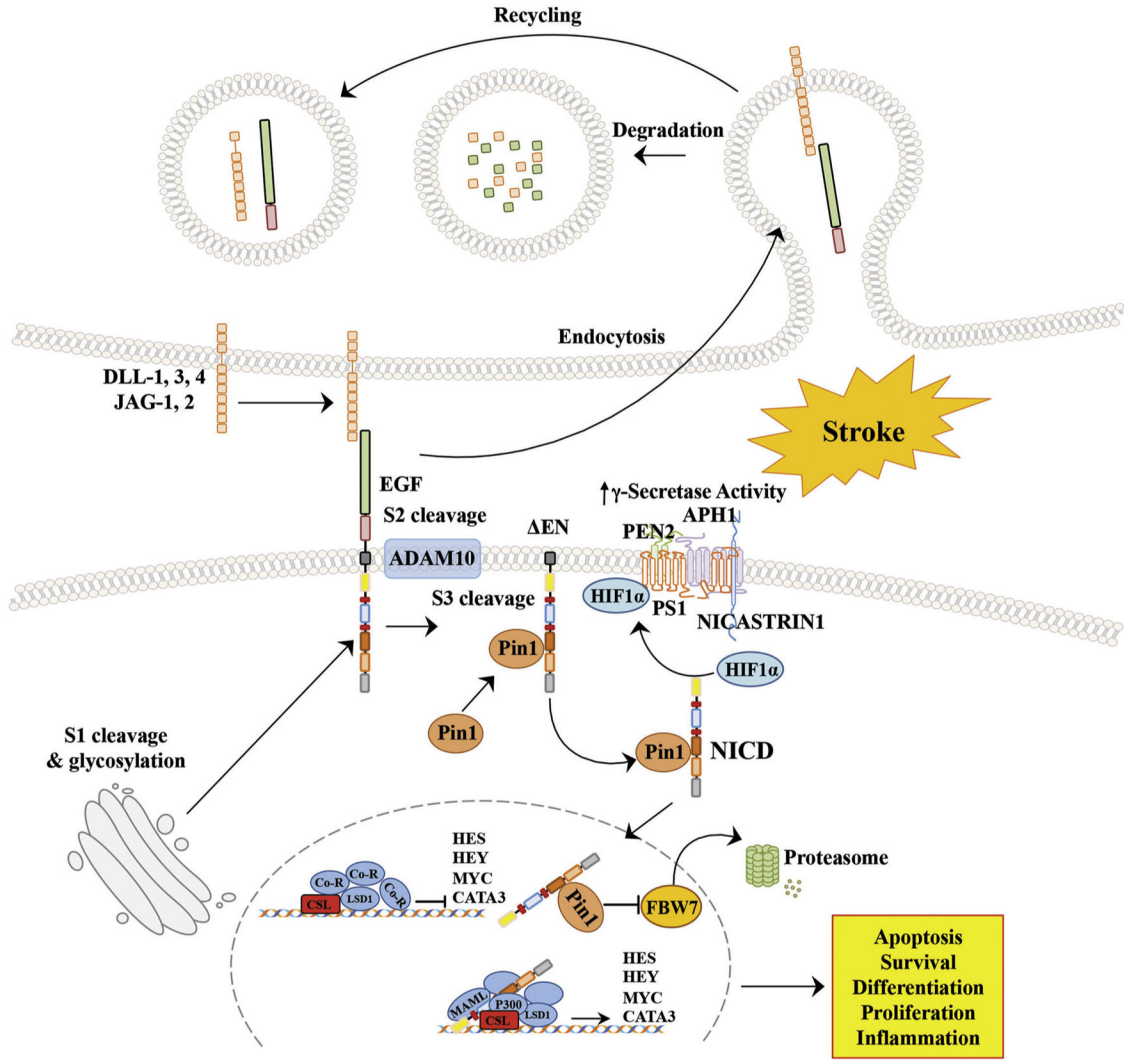 Recycling
Degradation
Endocytosis
DLL-1, 3, 4
JAG-1, 2
Stroke
EGF
S2 cleavage
ADAM10
ΔEN
↑γ-Secretase Activity
APH1
PEN2
HIF1α
PS1
NICASTRIN1
S3 cleavage
Pin1
HIF1α
Pin1
Pin1
NICD
S1 cleavage
& glycosylation
HES
HEY
MYC
CATA3
Co-R
Co-R
Co-R
CSL
LSD1
Pin1
FBW7
Proteasome
HES
HEY
MYC
CATA3
MAML
P300
CSL
LSD1
Apoptosis
Survival
Differentiation
Proliferation
Inflammation